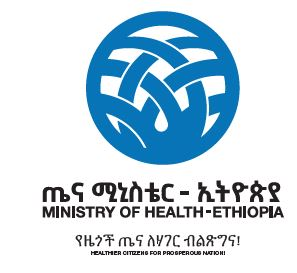 ጤና ሚኒስቴር - ኢትዮጵያ
MINISTRY OF HEALTH-ETHIOPIA
የዜጎች ጤና ለሃገር ብልጽግና!
HEALTHIER CITIZENS FOR PROSPEROUS NATION!